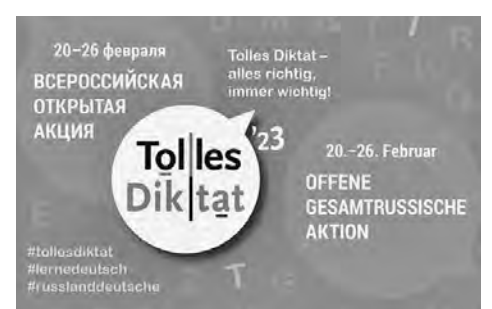 20–26 февраля
ВСЕРОССИЙСКАЯ
ОТКРЫТАЯ
АКЦИЯ
Tolles Diktat –
alles richtig,
immer wichtig!
Tolles
Diktat
'23
20.–26. Februar
OFFENE
GESAMTRUSSISCHE
AKTION
#tollesdiktat
#lernedeutsch
#russlanddeutsche